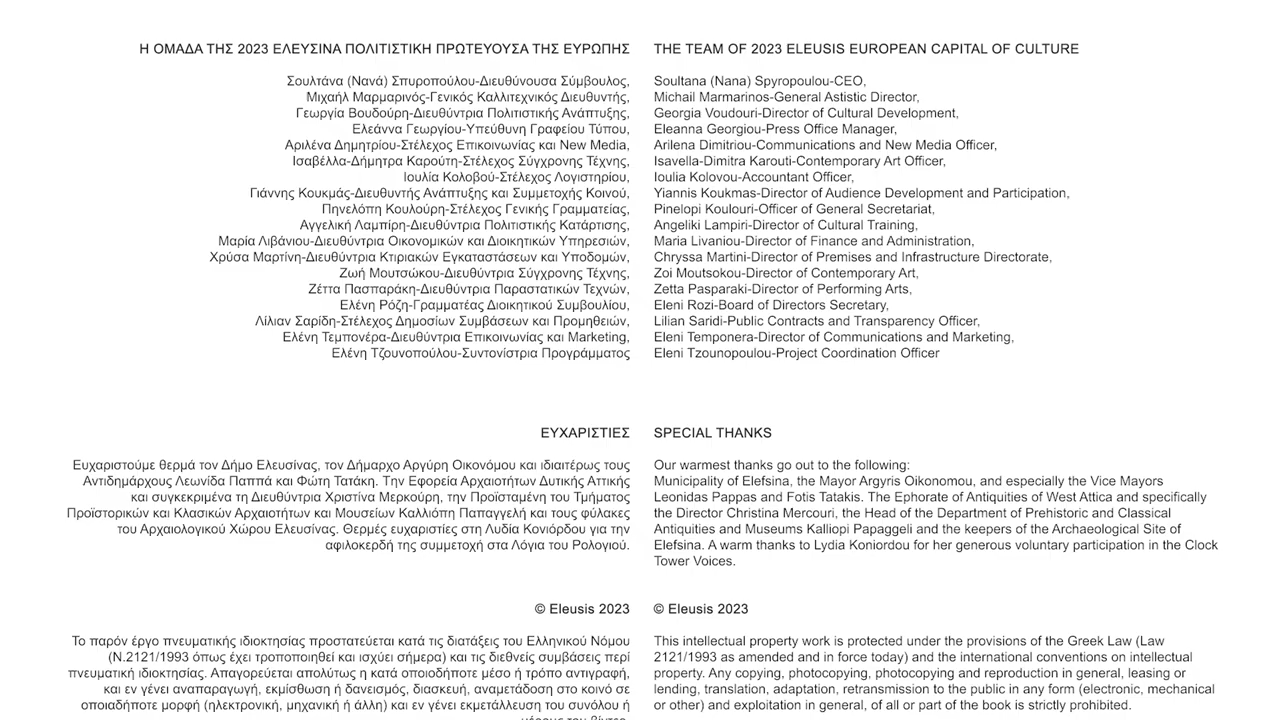 Η ΟΜΑΔΑ ΤΗΣ 2023 ΕΛΕΥΣΙΝΑ ΠΟΛΙΤΙΣΤΙΚΗ ΠΡΩΤΕΥΟΥΣΑ ΤΗΣ ΕΥΡΩΠΗΣ
Σουλτάνα (Νανά) Σπυροπούλου-Διευθύνουσα Σύμβουλος,
Μιχαήλ Μαρμαρινός-Γενικός Καλλιτεχνικός Διευθυντής,
Γεωργία Βουδούρη-Διευθύντρια Πολιτιστικής Ανάπτυξης,
Ελεάννα Γεωργίου-Υπεύθυνη Γραφείου Τύπου,
Αριλένα Δημητρίου-Στέλεχος Επικοινωνίας και New Media,
Ισαβέλλα-Δήμητρα Καρούτη-Στέλεχος Σύγχρονης Τέχνης,
Ιουλία Κολοβού-Στέλεχος Λογιστηρίου,
Γιάννης Κουκμάς-Διευθυντής Ανάπτυξης και Συμμετοχής Κοινού,
Πηνελόπη Κουλούρη-Στέλεχος Γενικής Γραμματείας,
Αγγελική Λαμπίρη-Διευθύντρια Πολιτιστικής Κατάρτισης,
Μαρία Λιβάνιου-Διευθύντρια Οικονομικών και Διοικητικών Υπηρεσιών,
Χρύσα Μαρτίνη-Διευθύντρια Κτιριακών Εγκαταστάσεων και Υποδομών,
Ζωή Μουτσώκου-Διευθύντρια Σύγχρονης Τέχνης,
Ζέττα Πασπαράκη-Διευθύντρια Παραστατικών Τεχνών,
Ελένη Ρόζη-Γραμματέας Διοικητικού Συμβουλίου,
Λίλιαν Σαρίδη-Στέλεχος Δημοσίων Συμβάσεων και Προμηθειών,
Ελένη Τεμπονέρα-Διευθύντρια Επικοινωνίας και Marketing,
Ελένη Τζουνοπούλου-Συντονίστρια Προγράμματος
THE TEAM OF 2023 ELEUSIS EUROPEAN CAPITAL OF CULTURE
Soultana (Nana) Spyropoulou-CEO,
Michail Marmarinos-General Astistic Director,
Georgia Voudouri-Director of Cultural Development,
Eleanna Georgiou-Press Office Manager,
Arilena Dimitriou-Communications and New Media Officer,
Isavella-Dimitra Karouti-Contemporary Art Officer,
Ioulia Kolovou-Accountant Officer,
Yiannis Koukmas-Director of Audience Development and Participation,
Pinelopi Koulouri-Officer of General Secretariat,
Angeliki Lampiri-Director of Cultural Training,
Maria Livaniou-Director of Finance and Administration,
Chryssa Martini-Director of Premises and Infrastructure Directorate,
Zoi Moutsokou-Director of Contemporary Art,
Zetta Pasparaki-Director of Performing Arts,
Eleni Rozi-Board of Directors Secretary,
Lilian Saridi-Public Contracts and Transparency Officer,
Eleni Temponera-Director of Communications and Marketing,
Eleni Tzounopoulou-Project Coordination Officer
ΕΥΧΑΡΙΣΤΙΕΣ
Ευχαριστούμε θερμά τον Δήμο Ελευσίνας, τον Δήμαρχο Αργύρη Οικονόμου και ιδιαιτέρως τους
Αντιδημάρχους Λεωνίδα Παππά και Φώτη Τατάκη. Την Εφορεία Αρχαιοτήτων Δυτικής Αττικής
και συγκεκριμένα τη Διευθύντρια Χριστίνα Μερκούρη, την Προϊσταμένη του Τμήματος
Προϊστορικών και Κλασικών Αρχαιοτήτων και Μουσείων Καλλιόπη Παπαγγελή και τους φύλακες
του Αρχαιολογικού Χώρου Ελευσίνας. Θερμές ευχαριστίες στη Λυδία Κονιόρδου για την
αφιλοκερδή της συμμετοχή στα Λόγια του Ρολογιού.
SPECIAL THANKS
Our warmest thanks go out to the following:
Municipality of Elefsina, the Mayor Argyris Oikonomou, and especially the Vice Mayors
Leonidas Pappas and Fotis Tatakis. The Ephorate of Antiquities of West Attica and specifically
the Director Christina Mercouri, the Head of the Department of Prehistoric and Classical
Antiquities and Museums Kalliopi Papaggeli and the keepers of the Archaeological Site of
Elefsina. A warm thanks to Lydia Koniordou for her generous voluntary participation in the Clock
Tower Voices.
© Eleusis 2023
Το παρόν έργο πνευματικής ιδιοκτησίας προστατεύεται κατά τις διατάξεις του Ελληνικού Νόμου
(Ν.2121/1993 όπως έχει τροποποιηθεί και ισχύει σήμερα) και τις διεθνείς συμβάσεις περί
πνευματικής ιδιοκτησίας. Απαγορεύεται απολύτως η κατά οποιοδήποτε μέσο ή τρόπο αντιγραφή,
και εν γένει αναπαραγωγή, εκμίσθωση ή δανεισμός, διασκευή, αναμετάδοση στο κοινό σε
οποιαδήποτε μορφή (ηλεκτρονική, μηχανική ή άλλη) και εν γένει εκμετάλλευση του συνόλου ή
© Eleusis 2023
This intellectual property work is protected under the provisions of the Greek Law (Law
2121/1993 as amended and in force today) and the international conventions on intellectual
property. Any copying, photocopying, photocopying and reproduction in general, leasing or
lending, translation, adaptation, retransmission to the public in any form (electronic, mechanical
or other) and exploitation in general, of all or part of the book is strictly prohibited.